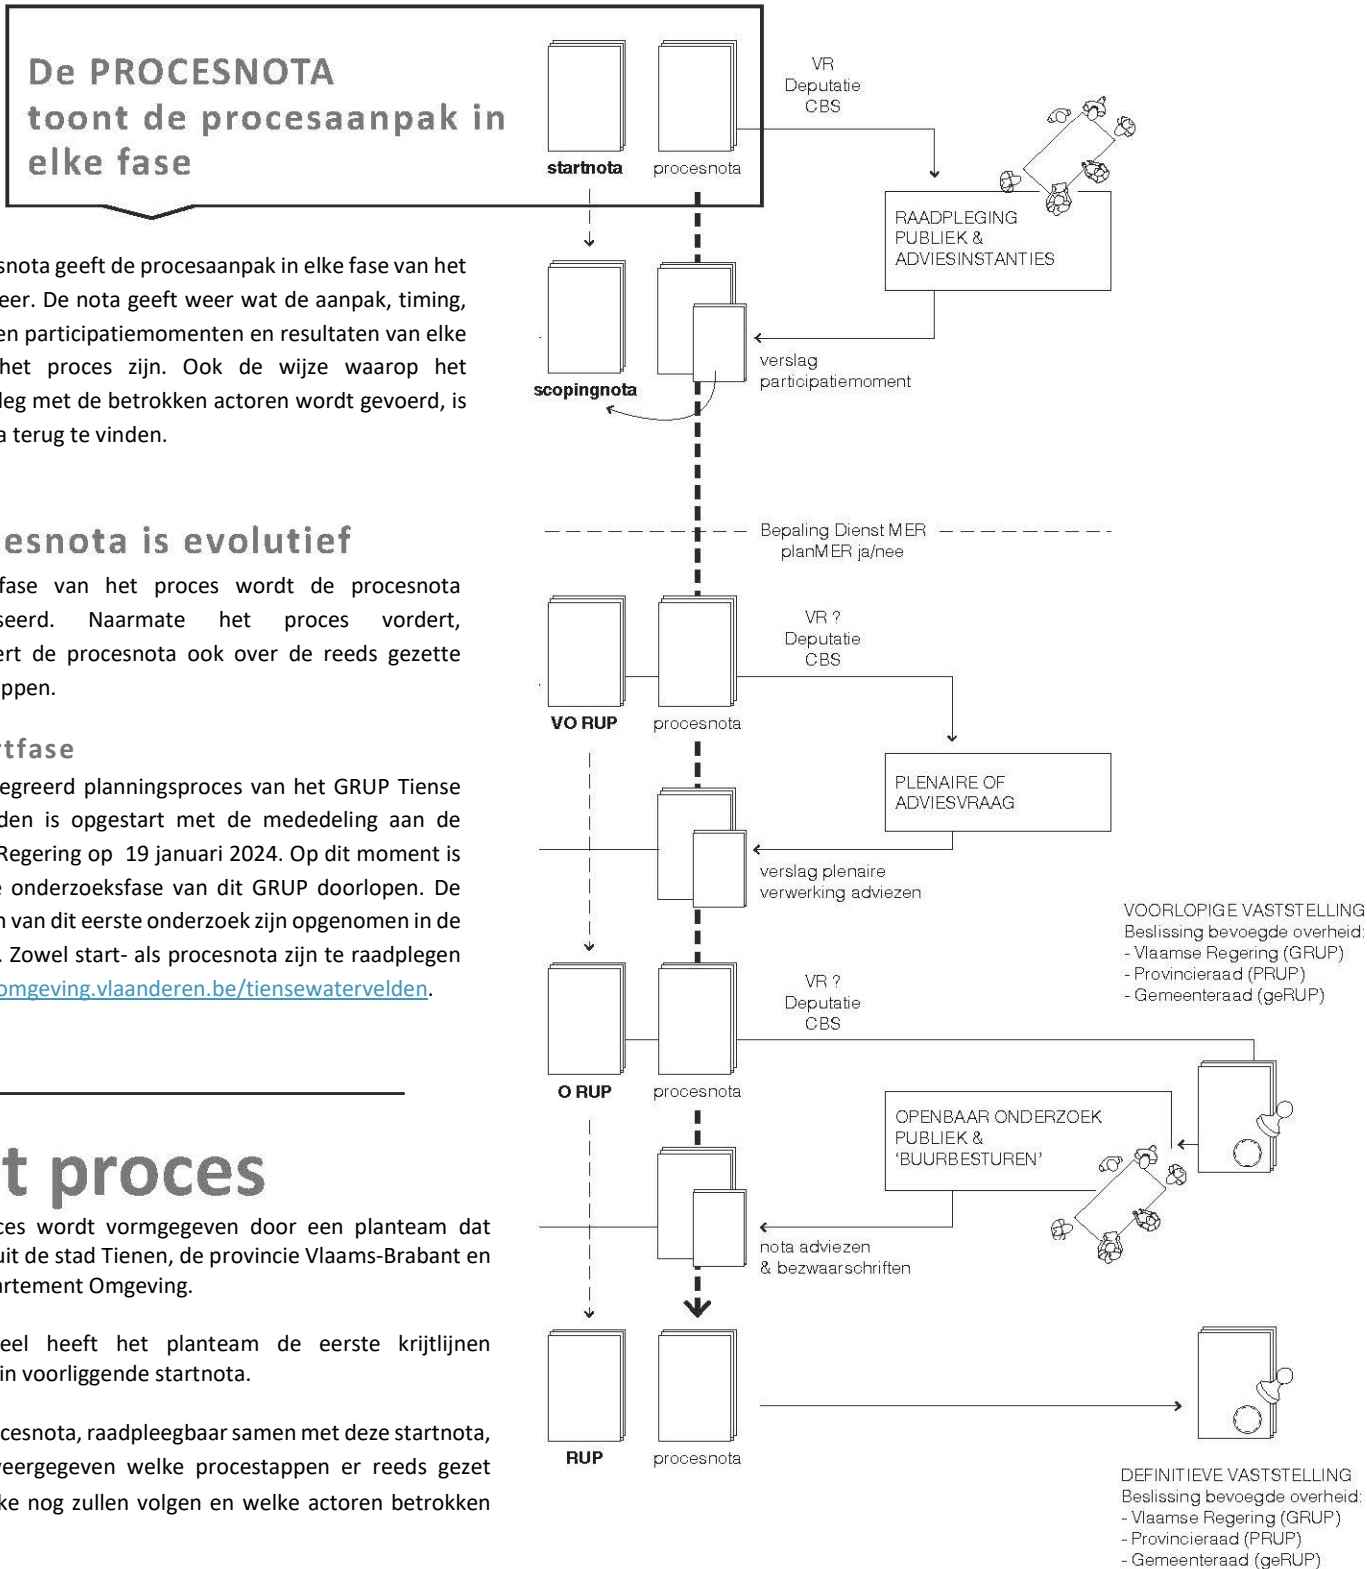 De PROCESNOTA
toont de procesaanpak in
elke fase
snota geeft de procesaanpak in elke fase van het
eer. De nota geeft weer wat de aanpak, timing,
en participatiemomenten en resultaten van elke
het proces zijn. Ook de wijze waarop het
leg met de betrokken actoren wordt gevoerd, is
a terug te vinden.
esnota is evolutief
fase van het proces wordt de procesnota
seerd. Naarmate het proces vordert,
ert de procesnota ook over de reeds gezette
appen.
rtfase
egreerd planningsproces van het GRUP Tiense
den is opgestart met de mededeling aan de
Regering op 19 januari 2024. Op dit moment is
e onderzoeksfase van dit GRUP doorlopen. De
n van dit eerste onderzoek zijn opgenomen in de
. Zowel start- als procesnota zijn te raadplegen
omgeving.vlaanderen.be/tiensewatervelden.
t proces
ces wordt vormgegeven door een planteam dat
uit de stad Tienen, de provincie Vlaams-Brabant en
artement Omgeving.
eel heeft het planteam de eerste krijtlijnen
in voorliggende startnota.
cesnota, raadpleegbaar samen met deze startnota,
weergegeven welke processtappen er reeds gezet
ke nog zullen volgen en welke actoren betrokken
startnota
procesnota
VR
Deputatie
CBS
RAADPLEGING
PUBLIEK &
ADVIESINSTANTIES
scopingnota
verslag
participatiemoment
Bepaling Dienst MER
planMER ja/nee
VO RUP
procesnota
VR ?
Deputatie
CBS
PLENAIRE OF
ADVIESVRAAG
verslag plenaire
verwerking adviezen
VOORLOPIGE VASTSTELLING
Beslissing bevoegde overheid:
- Vlaamse Regering (GRUP)
- Provincieraad (PRUP)
- Gemeenteraad (geRUP)
O RUP
procesnota
VR ?
Deputatie
CBS
OPENBAAR ONDERZOEK
PUBLIEK &
‘BUURBESTUREN’
nota adviezen
& bezwaarschriften
RUP
procesnota
DEFINITIEVE VASTSTELLING
Beslissing bevoegde overheid:
- Vlaamse Regering (GRUP)
- Provincieraad (PRUP)
- Gemeenteraad (geRUP)